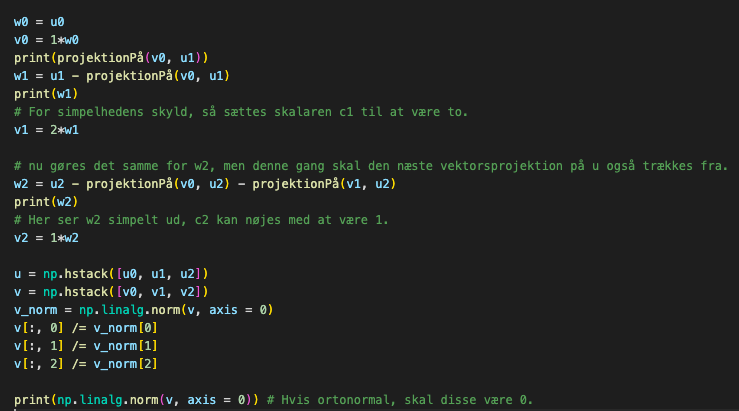 w0 = u0
v0 = 1*w0
print(projektionPå(v0, u1))
w1 = u1 - projektionPå(v0, u1)
print(w1)
# For simpelhedens skyld, så sættes skalaren c1 til at være to.
v1 = 2*w1
# nu gøres det samme for w2, men denne gang skal den næste vektorsprojektion på u også trækkes fra.
w2 = u2 - projektionPå(v0, u2) - projektionPå(v1, u2)
print(w2)
# Her ser w2 simpelt ud, c2 kan nøjes med at være 1.
v2 = 1*w2
u = np.hstack([u0, u1, u2])
v = np.hstack([v0, v1, v2])
v_norm = np.linalg.norm(v, axis = 0)
v[:, 0] /= v_norm[0]
v[:, 1] /= v_norm[1]
v[:, 2] /= v_norm[2]
print(np.linalg.norm(v, axis = 0)) # Hvis ortonormal, skal disse være 0.